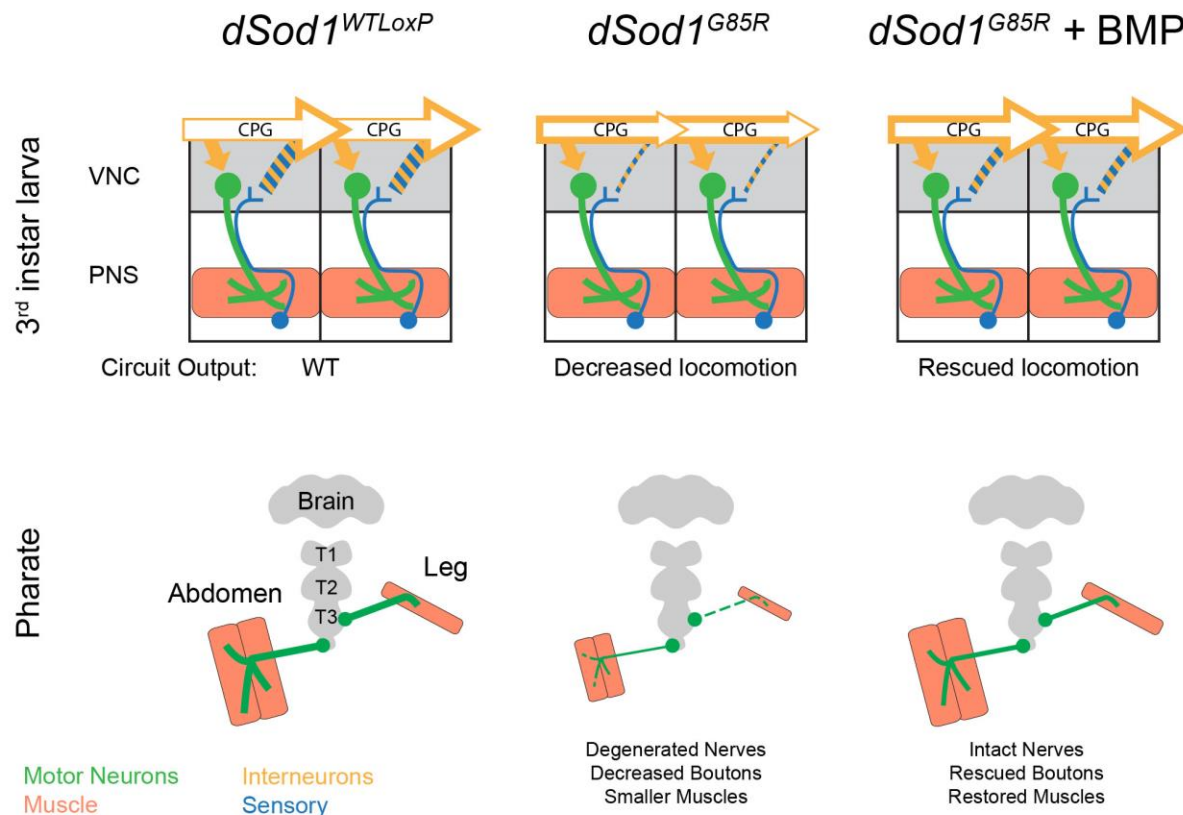 dSod1WTLoxP
dSod1G85R
dSod1G85R + BMP
3rd instar larva
VNC
PNS
CPG
CPG
CPG
CPG
CPG
CPG
Circuit Output: WT
Decreased locomotion
Rescued locomotion
Pharate
Brain
T1
T2
T3
Abdomen
Leg
Degenerated Nerves
Decreased Boutons
Smaller Muscles
Intact Nerves
Rescued Boutons
Restored Muscles
Motor Neurons
Interneurons
Muscle
Sensory